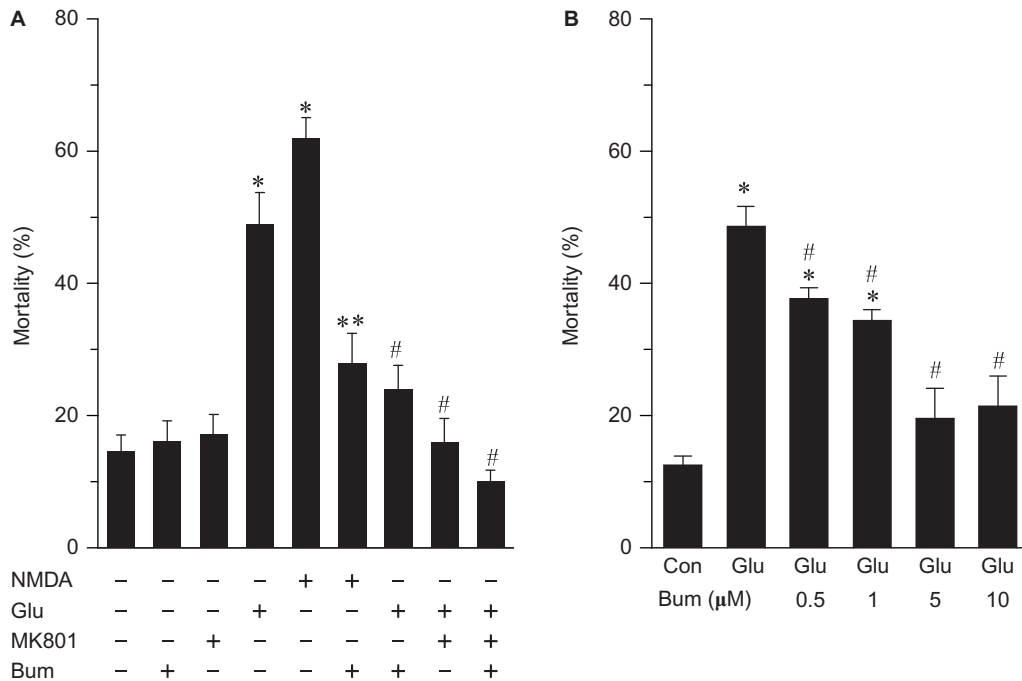 A
80
60
40
20
0
Mortality (%)
*
*
**
#
#
#
NMDA – – – – + + – – –
Glu – – – + – – + + +
MK801 – – + – – – – + +
Bum – + – – – + + – +
B
80
60
40
20
0
Mortality (%)
*
#
*
#
*
#
#
Con Glu Glu Glu Glu Glu
Bum (μM) 0.5 1 5 10